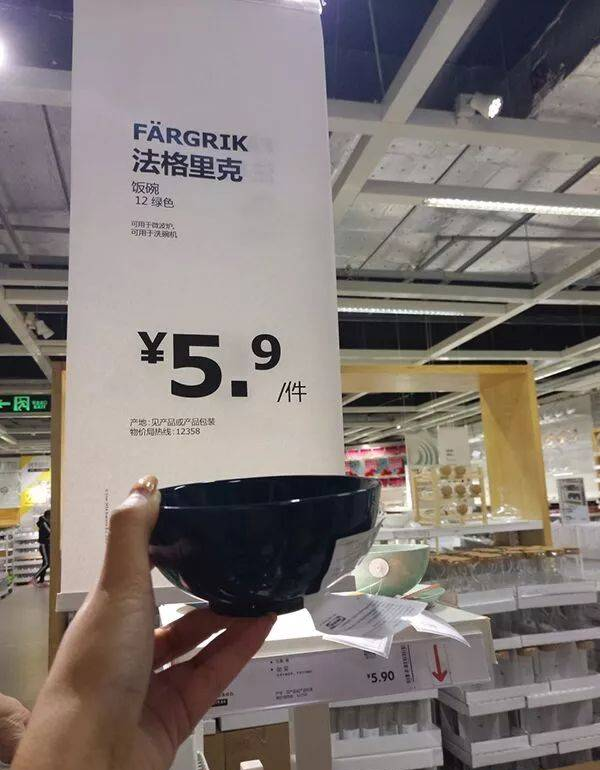 FÄRGRIK
法格里克
饭碗
12 绿色
可用于微波炉,
可用于洗碗机
¥5.9
/件
产地:见产品或产品包装
物价局热线:12358
¥5.90